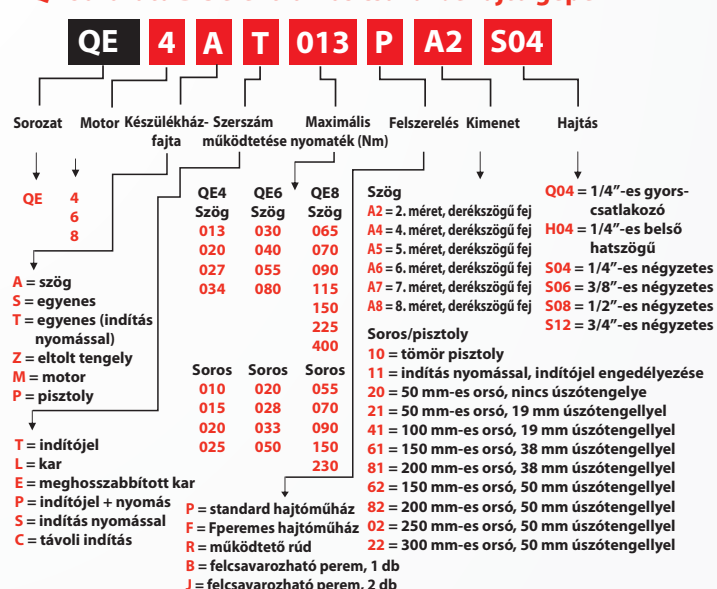 QE 4 A T 013 P A2 S04
Sorozat Motor Készülékház-fajta Szerszám működtetése Maximális nyomaték (Nm) Felszerelés Kimenet Hajtás
QE
4
6
8
A = szög
S = egyenes
T = egyenes (indítás
nyomással)
Z = eltolt tengely
M = motor
P = pisztoly
T = indítójel
L = kar
E = meghosszabbított kar
P = indítójel + nyomás
S = indítás nyomással
C = távoli indítás
QE4 QE6 QE8
Szög Szög Szög
013 030 065
020 040 070
027 055 090
034 080 115
150
225
400
Soros Soros Soros
010 020 055
015 028 070
020 033 090
025 050 150
230
P = standard hajtóműház
F = Fperemes hajtóműház
R = működtető rúd
B = felcsavarozható perem, 1 db
J = felcsavarozható perem, 2 db
Szög
A2 = 2. méret, derékszögű fej
A4 = 4. méret, derékszögű fej
A5 = 5. méret, derékszögű fej
A6 = 6. méret, derékszögű fej
A7 = 7. méret, derékszögű fej
A8 = 8. méret, derékszögű fej
Soros/pisztoly
10 = tömör pisztoly
11 = indítás nyomással, indítójel engedélyezése
20 = 50 mm-es orsó, nincs úszótengelye
21 = 50 mm-es orsó, 19 mm úszótengellyel
41 = 100 mm-es orsó, 19 mm úszótengellyel
61 = 150 mm-es orsó, 38 mm úszótengellyel
81 = 200 mm-es orsó, 38 mm úszótengellyel
62 = 150 mm-es orsó, 50 mm úszótengellyel
82 = 200 mm-es orsó, 50 mm úszótengellyel
02 = 250 mm-es orsó, 50 mm úszótengellyel
22 = 300 mm-es orsó, 50 mm úszótengellyel
Q04 = 1/4”-es gyors-
csatlakozó
H04 = 1/4”-es belső
hatszögű
S04 = 1/4”-es négyzetes
S06 = 3/8”-es négyzetes
S08 = 1/2”-es négyzetes
S12 = 3/4”-es négyzetes